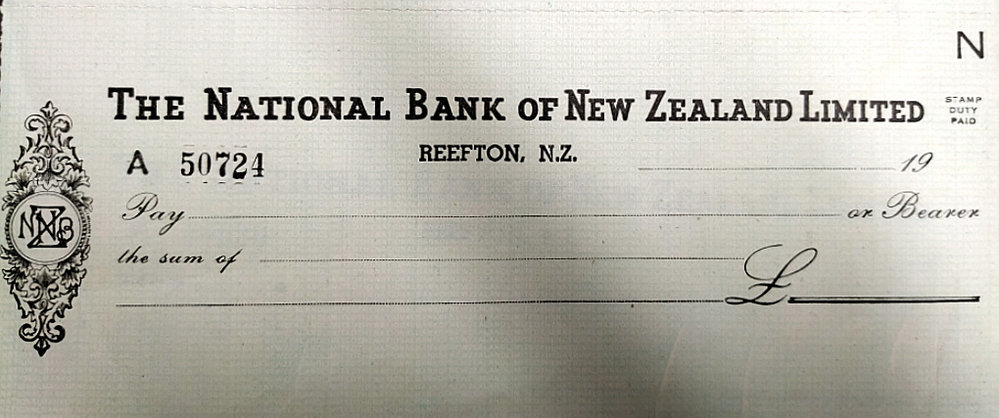 N
THE NATIONAL BANK OF NEW ZEALAND LIMITED
STAMP
DUTY
PAID
A 50724
REEFTON, N.Z.
19
Pay or Bearer
the sum of
£
NZB